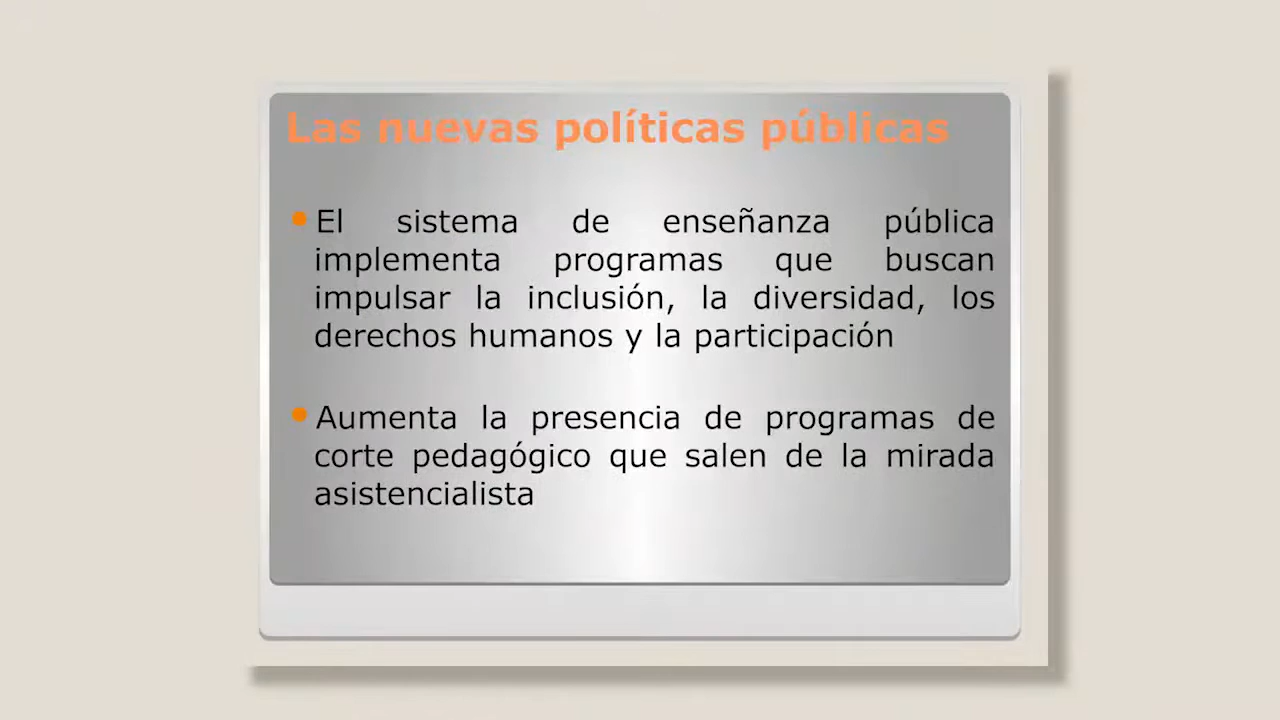 Las nuevas políticas públicas
El sistema de enseñanza pública
implementa programas que buscan
impulsar la inclusión, la diversidad, los
derechos humanos y la participación
Aumenta la presencia de programas de
corte pedagógico que salen de la mirada
asistencialista